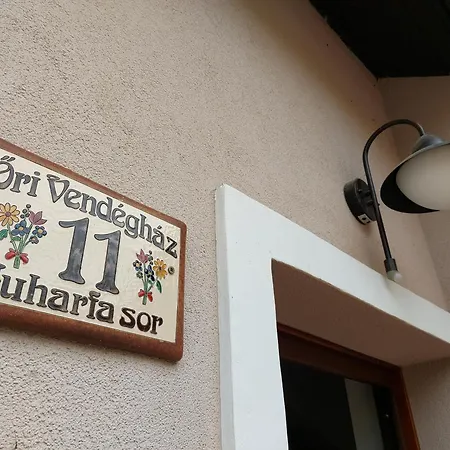 Őri Vendégház
11
uharfa sor